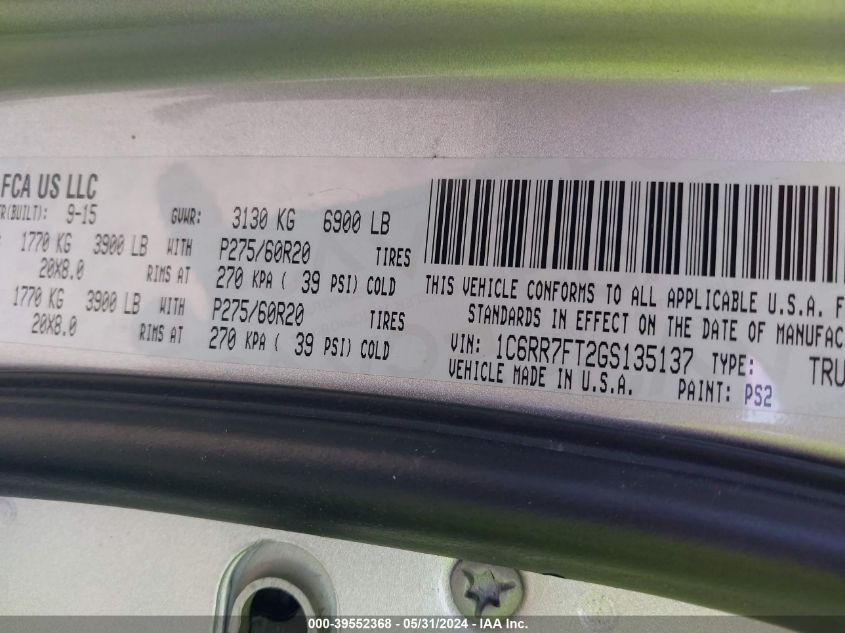 FCA US LLC
(BUILT): 9-15 GVWR: 3130 KG 6900 LB
1770 KG 3900 LB WITH P275/60R20 TIRES
20X8.0 RIMS AT 270 KPA ( 39 PSI) COLD
1770 KG 3900 LB WITH P275/60R20 TIRES
20X8.0 RIMS AT 270 KPA ( 39 PSI) COLD
THIS VEHICLE CONFORMS TO ALL APPLICABLE U.S.A. F
STANDARDS IN EFFECT ON THE DATE OF MANUFAC
VIN: 1C6RR7FT2GS135137 TYPE: TRU
VEHICLE MADE IN U.S.A. PAINT: PS2
000-39552368 - 05/31/2024 - IAA Inc.